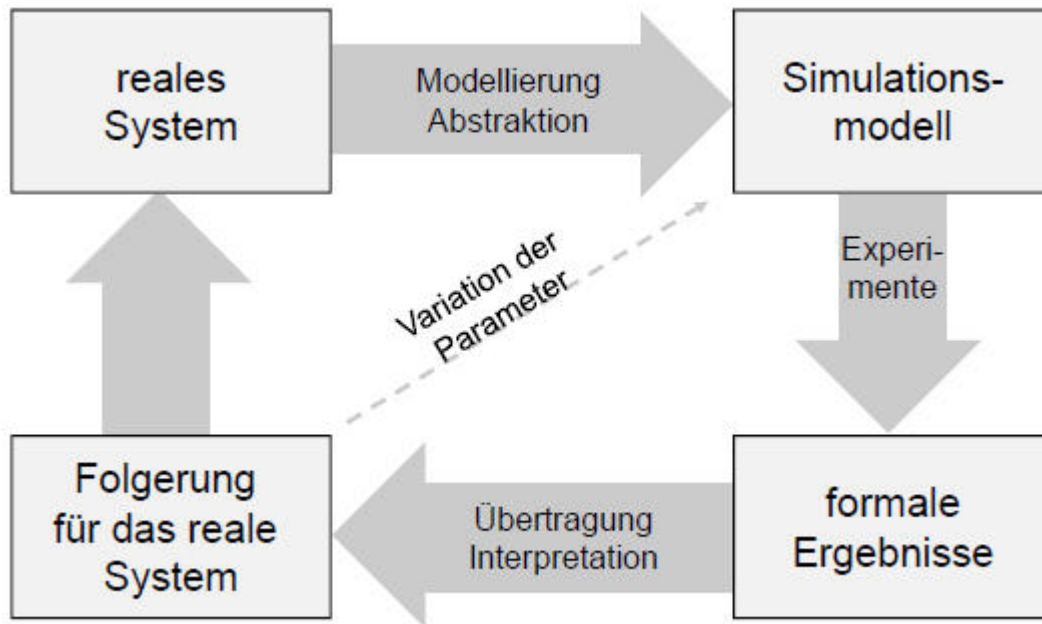 reales
System
Modellierung
Abstraktion
Simulations-
modell
Experi-
mente
Variation der
Parameter
Folgerung
für das reale
System
Übertragung
Interpretation
formale
Ergebnisse